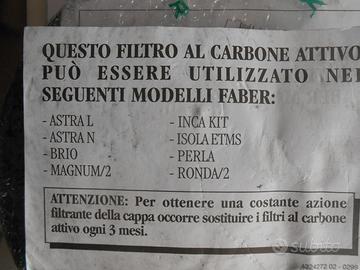 QUESTO FILTRO AL CARBONE ATTIVO
PUÒ ESSERE UTILIZZATO NEI
SEGUENTI MODELLI FABER:
- ASTRA L - INCA KIT
- ASTRA N - ISOLA ETMS
- BRIO - PERLA
- MAGNUM/2 - RONDA/2
ATTENZIONE: Per ottenere una costante azione
filtrante della cappa occorre sostituire i filtri al carbone
attivo ogni 3 mesi.
subito